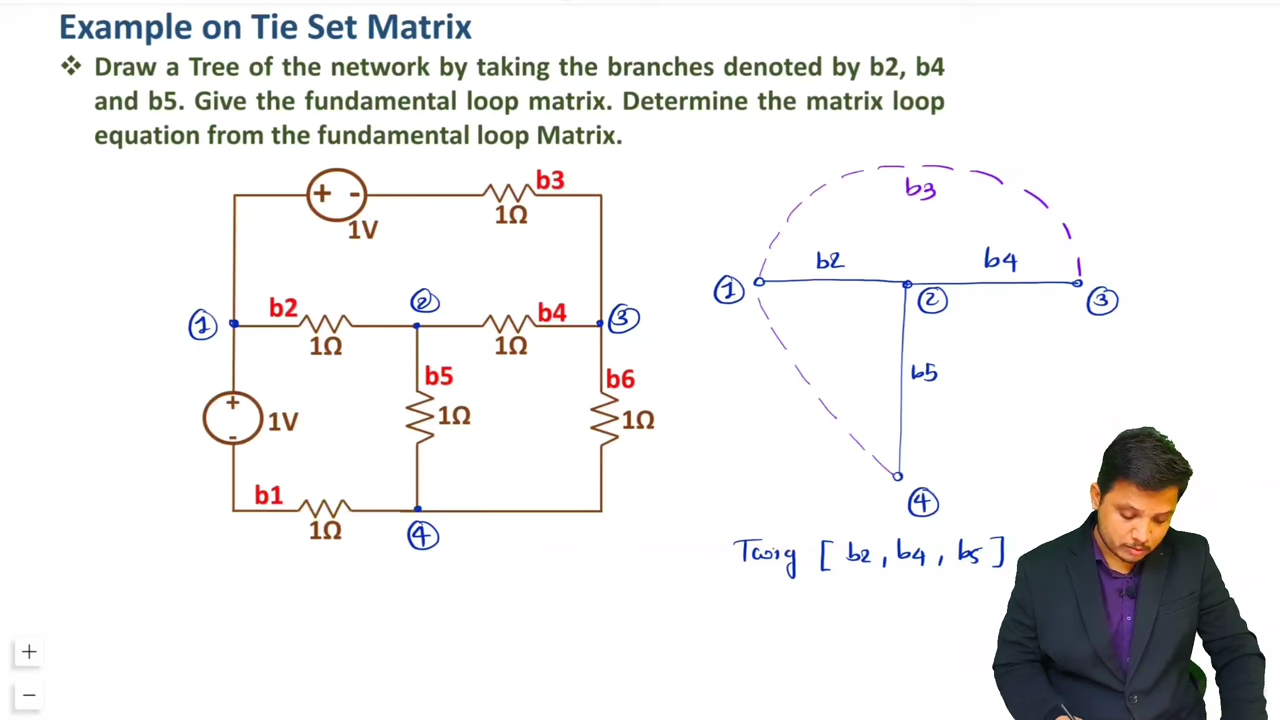 Example on Tie Set Matrix
❖ Draw a Tree of the network by taking the branches denoted by b2, b4
and b5. Give the fundamental loop matrix. Determine the matrix loop
equation from the fundamental loop Matrix.
+ - b3
1V 1Ω
① b2 ② b4 ③
1Ω 1Ω
+ b5 b6
1V 1Ω 1Ω
-
b1
1Ω ④
b3
b2 b4
① ② ③
b5
④
Twig [ b2, b4, b5 ]
+
−